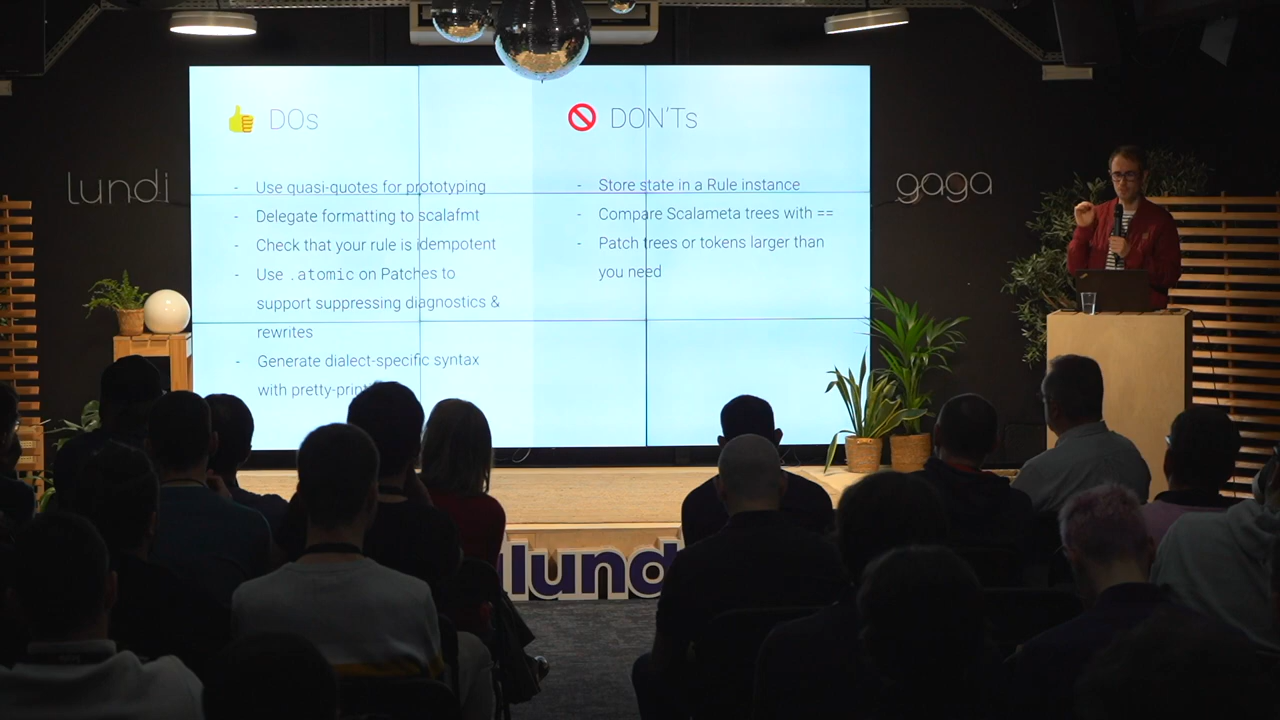 👍 DOs
- Use quasi-quotes for prototyping
- Delegate formatting to scalafmt
- Check that your rule is idempotent
- Use .atomic on Patches to
support suppressing diagnostics &
rewrites
- Generate dialect-specific syntax
with pretty-print
🚫 DON'Ts
- Store state in a Rule instance
- Compare Scalameta trees with ==
- Patch trees or tokens larger than
you need
lundi
gaga
lund